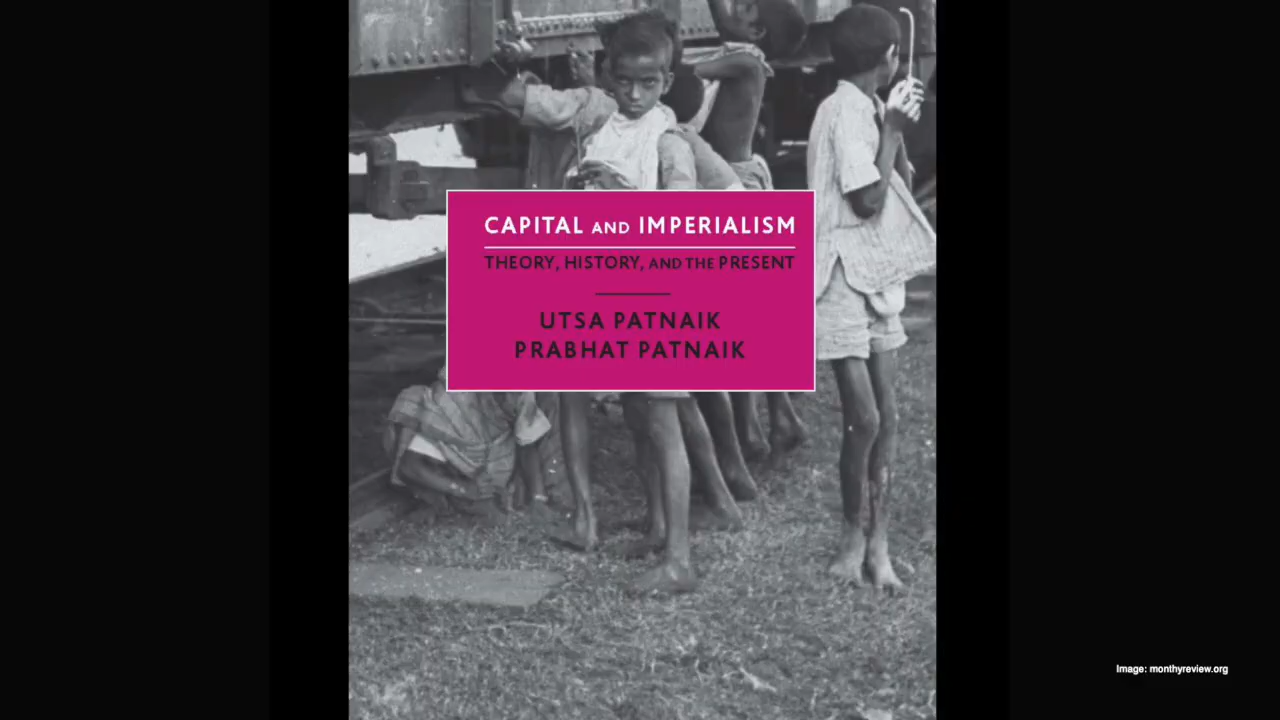 CAPITAL AND IMPERIALISM
THEORY, HISTORY, AND THE PRESENT
UTSA PATNAIK
PRABHAT PATNAIK
Image: monthyreview.org